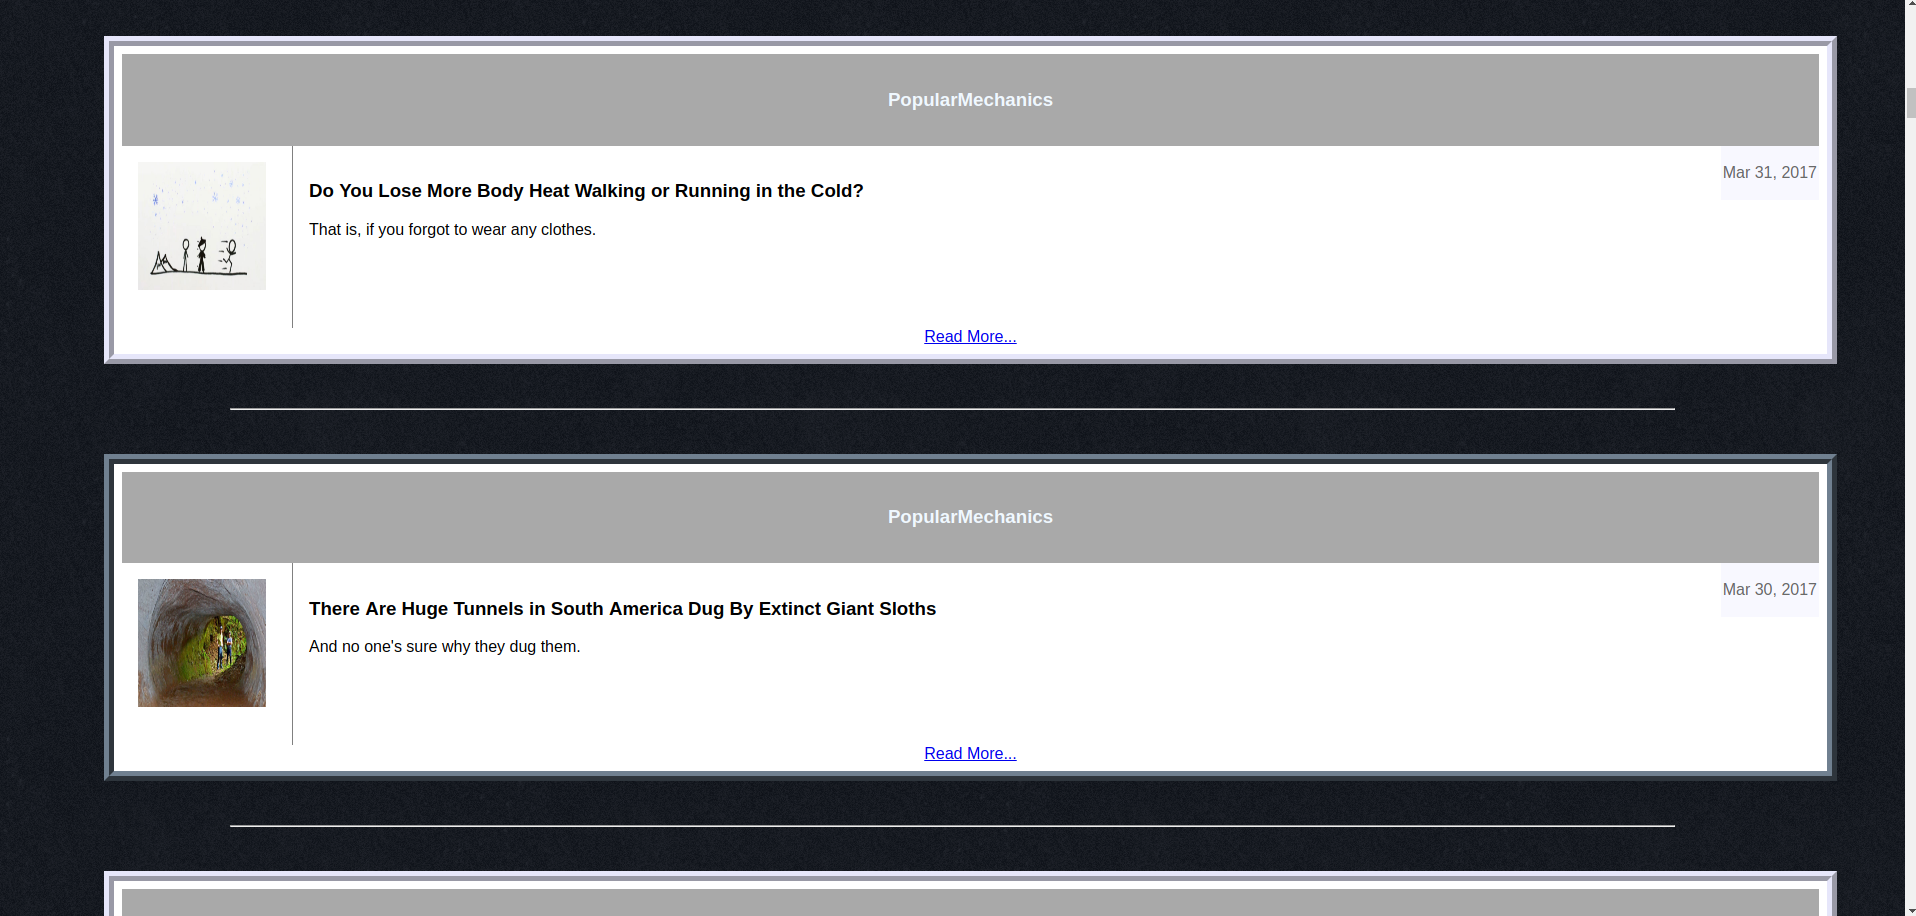 PopularMechanics
Mar 31, 2017
Do You Lose More Body Heat Walking or Running in the Cold?
That is, if you forgot to wear any clothes.
Read More...
PopularMechanics
Mar 30, 2017
There Are Huge Tunnels in South America Dug By Extinct Giant Sloths
And no one's sure why they dug them.
Read More...